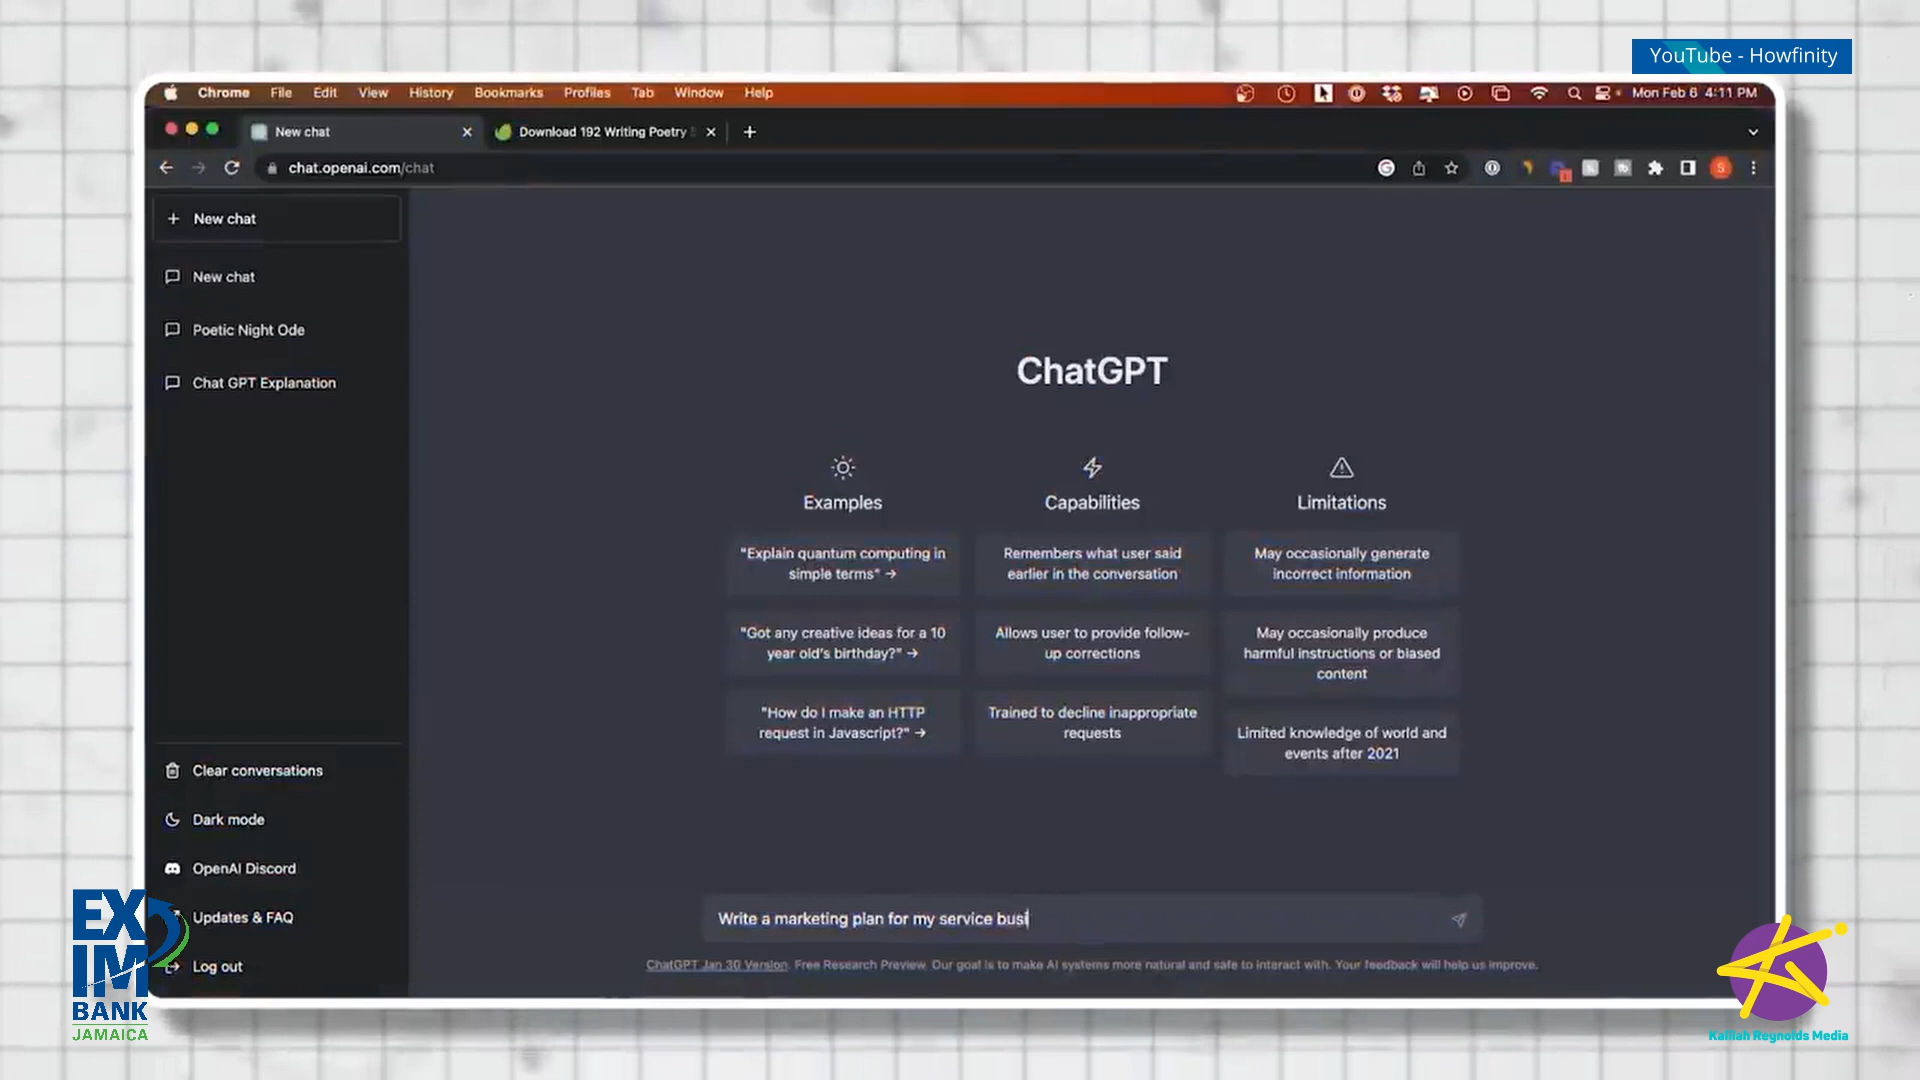 YouTube - Howfinity
Chrome File Edit View History Bookmarks Profiles Tab Window Help
Mon Feb 6 4:11 PM
New chat
Download 192 Writing Poetry
chat.openai.com/chat
New chat
New chat
Poetic Night Ode
Chat GPT Explanation
ChatGPT
Examples
"Explain quantum computing in
simple terms" →
"Got any creative ideas for a 10
year old's birthday?" →
"How do I make an HTTP
request in Javascript?" →
Capabilities
Remembers what user said
earlier in the conversation
Allows user to provide follow-
up corrections
Trained to decline inappropriate
requests
Limitations
May occasionally generate
incorrect information
May occasionally produce
harmful instructions or biased
content
Limited knowledge of world and
events after 2021
Clear conversations
Dark mode
OpenAI Discord
Updates & FAQ
Log out
Write a marketing plan for my service busi
ChatGPT Jan 30 Version. Free Research Preview. Our goal is to make AI systems more natural and safe to interact with. Your feedback will help us improve.
EX
IM
BANK
JAMAICA
Kalilah Reynolds Media